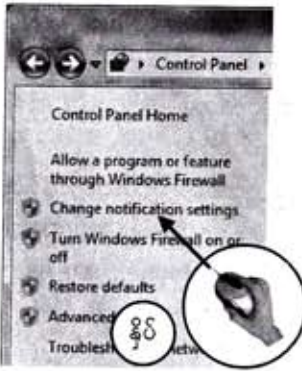 Control Panel
Control Panel Home
Allow a program or feature
through Windows Firewall
Change notification settings
Turn Windows Firewall on or
off
Restore defaults
Advanced
နှိပ်